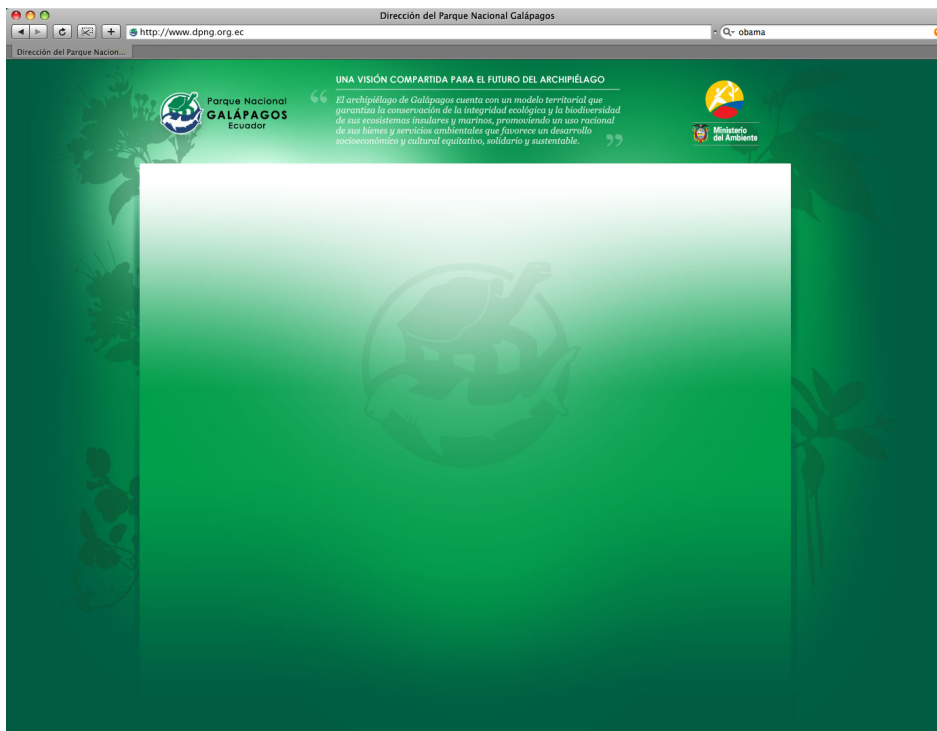 Dirección del Parque Nacional Galápagos
http://www.dpng.org.ec
obama
Dirección del Parque Nacion...
Parque Nacional
GALÁPAGOS
Ecuador
UNA VISIÓN COMPARTIDA PARA EL FUTURO DEL ARCHIPIÉLAGO
“ El archipiélago de Galápagos cuenta con un modelo territorial que
garantiza la conservación de la integridad ecológica y la biodiversidad
de sus ecosistemas insulares y marinos, promoviendo un uso racional
de sus bienes y servicios ambientales que favorece un desarrollo
socioeconómico y cultural equitativo, solidario y sustentable. ”
Ministerio
del Ambiente